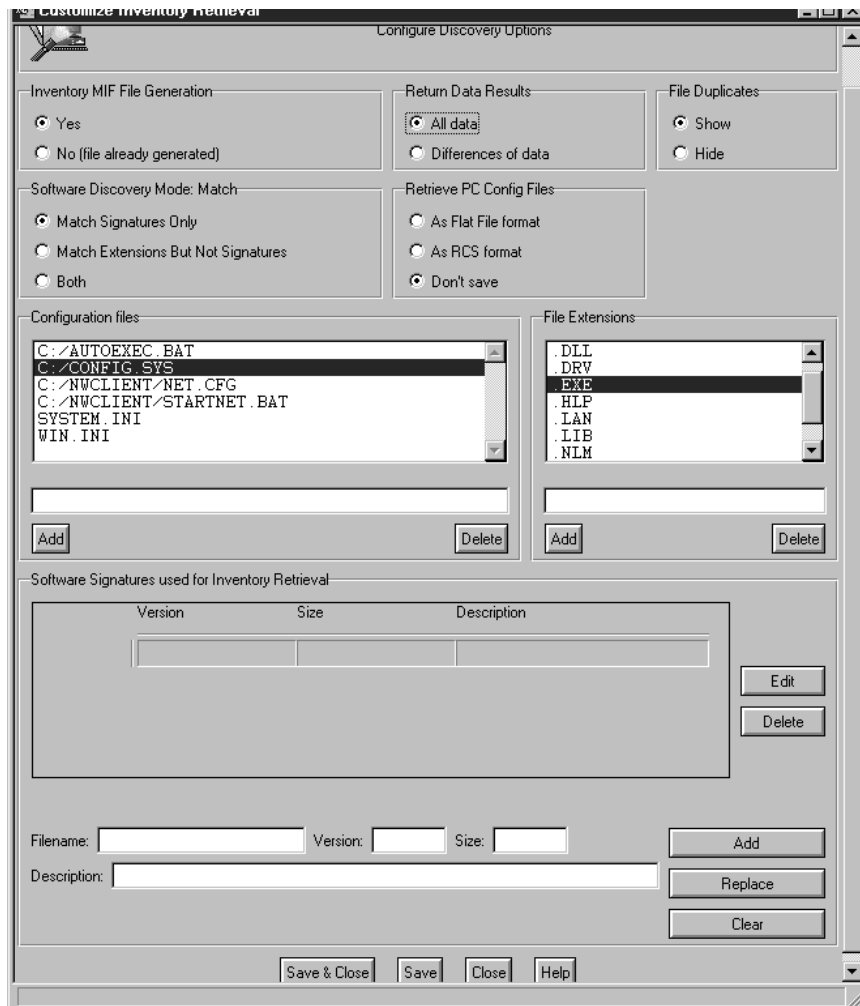 Customize Inventory Retrieval
Configure Discovery Options
Inventory MIF File Generation
Yes
No (file already generated)
Return Data Results
All data
Differences of data
File Duplicates
Show
Hide
Software Discovery Mode: Match
Match Signatures Only
Match Extensions But Not Signatures
Both
Retrieve PC Config Files
As Flat File format
As RCS format
Don't save
Configuration files
C:/AUTOEXEC.BAT
C:/CONFIG.SYS
C:/NWCLIENT/NET.CFG
C:/NWCLIENT/STARTNET.BAT
SYSTEM.INI
WIN.INI
Add Delete
File Extensions
.DLL
.DRV
.EXE
.HLP
.LAN
.LIB
.NLM
Add Delete
Software Signatures used for Inventory Retrieval
Version Size Description
Edit
Delete
Filename: Version: Size:
Description:
Add
Replace
Clear
Save & Close Save Close Help